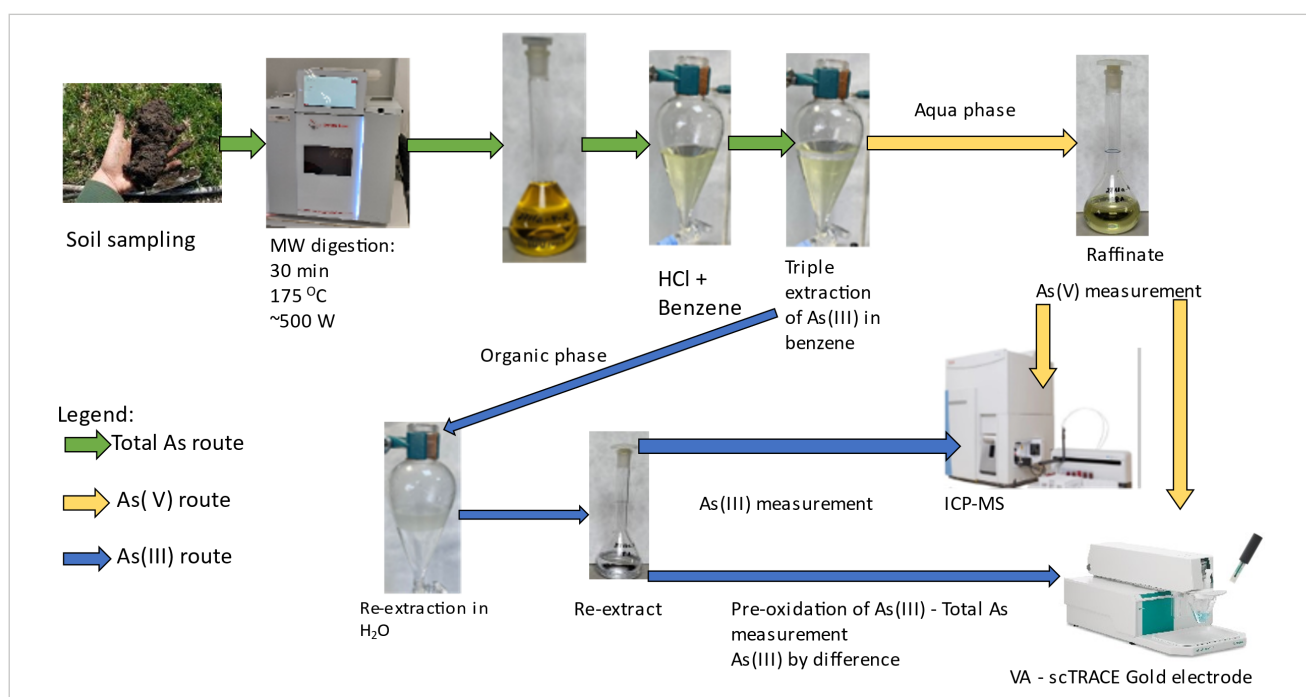 Soil sampling
MW digestion:
30 min
175 ᴼC
~500 W
HCl +
Benzene
Triple
extraction
of As(III) in
benzene
Aqua phase
Raffinate
As(V) measurement
Organic phase
Legend:
Total As route
As( V) route
As(III) route
Re-extraction in
H₂O
Re-extract
As(III) measurement
ICP-MS
Pre-oxidation of As(III) - Total As
measurement
As(III) by difference
VA - scTRACE Gold electrode